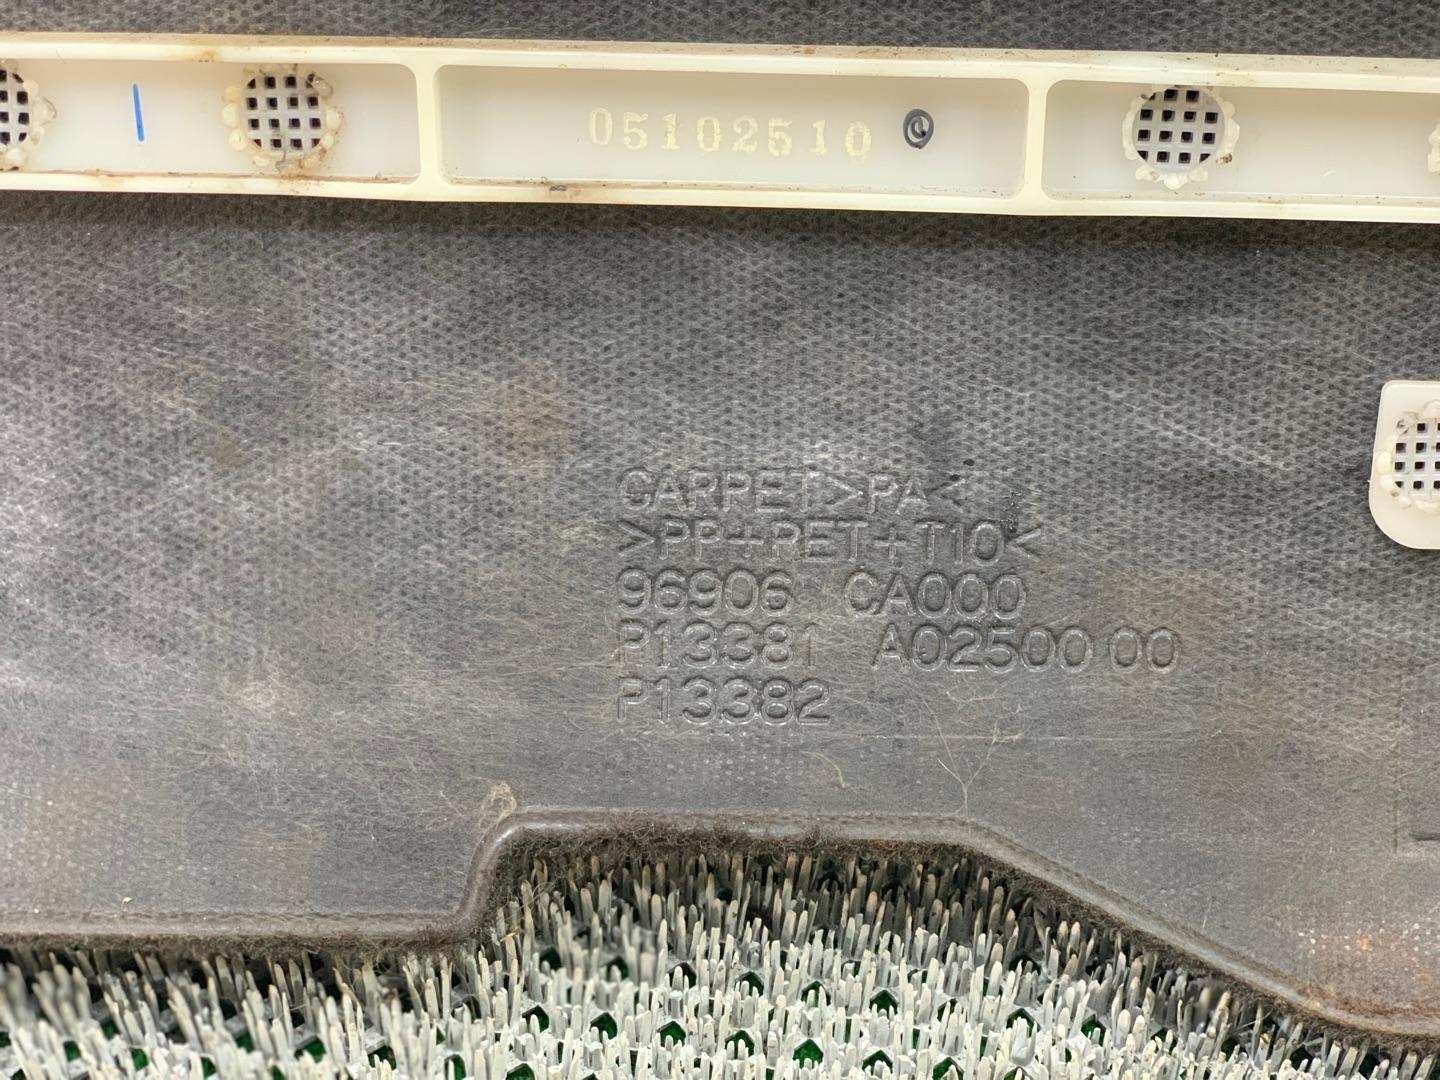 05102510
CARPET>PA<
>PP+PET+T10<
96906 CA000
P13381 A02500 00
P13382